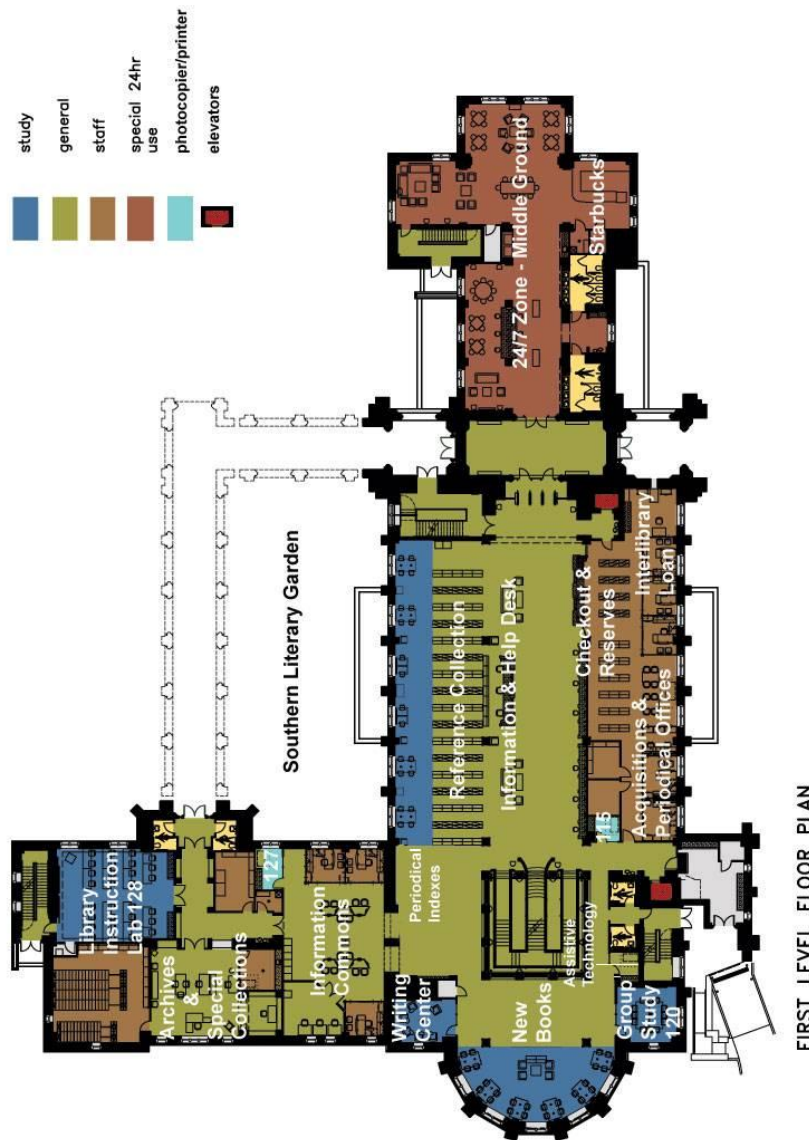 study
general
staff
special 24hr
use
photocopier/printer
elevators
24/7 Zone - Middle Ground
Starbucks
Southern Literary Garden
Reference Collection
Information & Help Desk
Checkout &
Reserves
Interlibrary
Loan
Acquisitions &
Periodical Offices
115
Library
Instruction
Lab 128
127
Archives
&
Special
Collections
Information
Commons
Periodical
Indexes
Assistive
Technology
Writing
Center
New
Books
Group
Study
120
FIRST LEVEL FLOOR PLAN